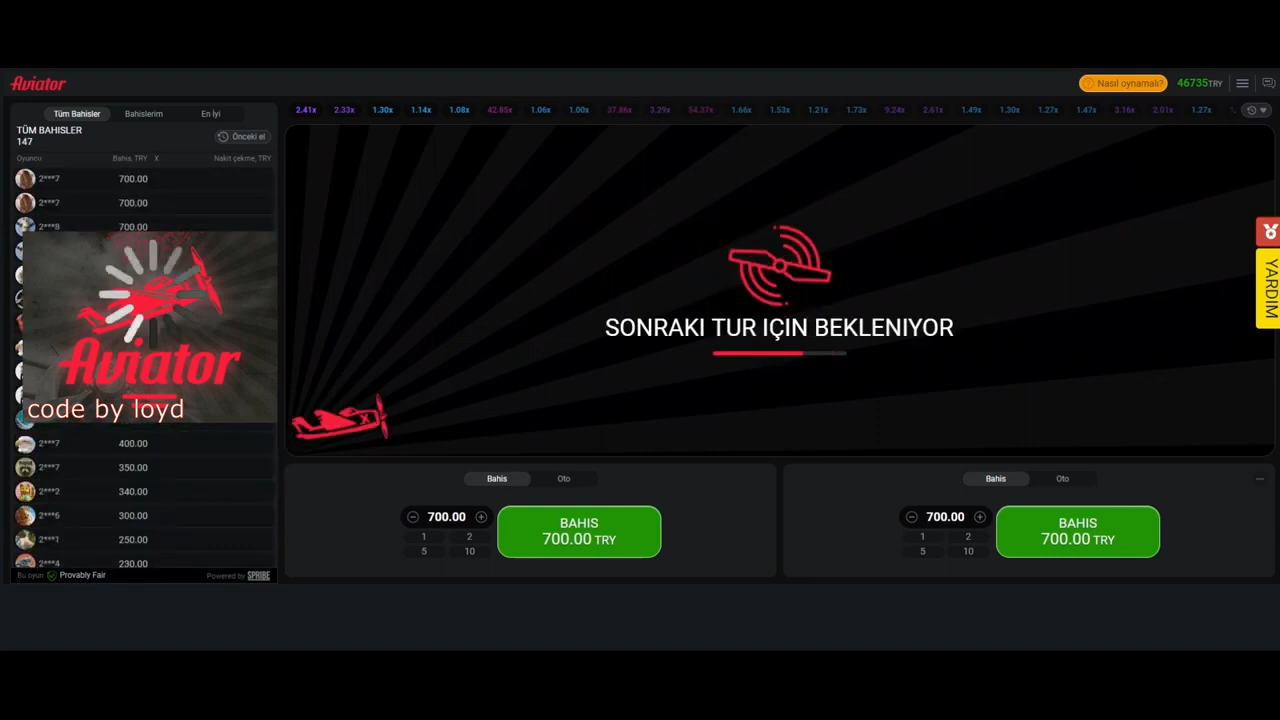 Aviator
Nasıl oynamalı?
46735TRY
Tüm Bahisler Bahislerim En İyi
2.41x 2.33x 1.30x 1.14x 1.08x 42.85x 1.06x 1.00x 37.86x 3.29x 54.37x 1.66x 1.53x 1.21x 1.73x 9.24x 2.61x 1.49x 1.30x 1.27x 1.47x 3.16x 2.01x 1.27x
TÜM BAHISLER
147
Önceki el
Oyuncu Bahis, TRY X Nakit çekme, TRY
2***7 700.00
2***7 700.00
2***8 700.00
Aviator
code by loyd
2***7 400.00
2***7 350.00
2***2 340.00
2***6 300.00
2***1 250.00
2***4 230.00
Bu oyun Provably Fair Powered by SPRIBE
SONRAKI TUR IÇIN BEKLENIYOR
YARDIM
Bahis Oto
700.00
1 2
5 10
BAHIS
700.00 TRY
Bahis Oto
700.00
1 2
5 10
BAHIS
700.00 TRY